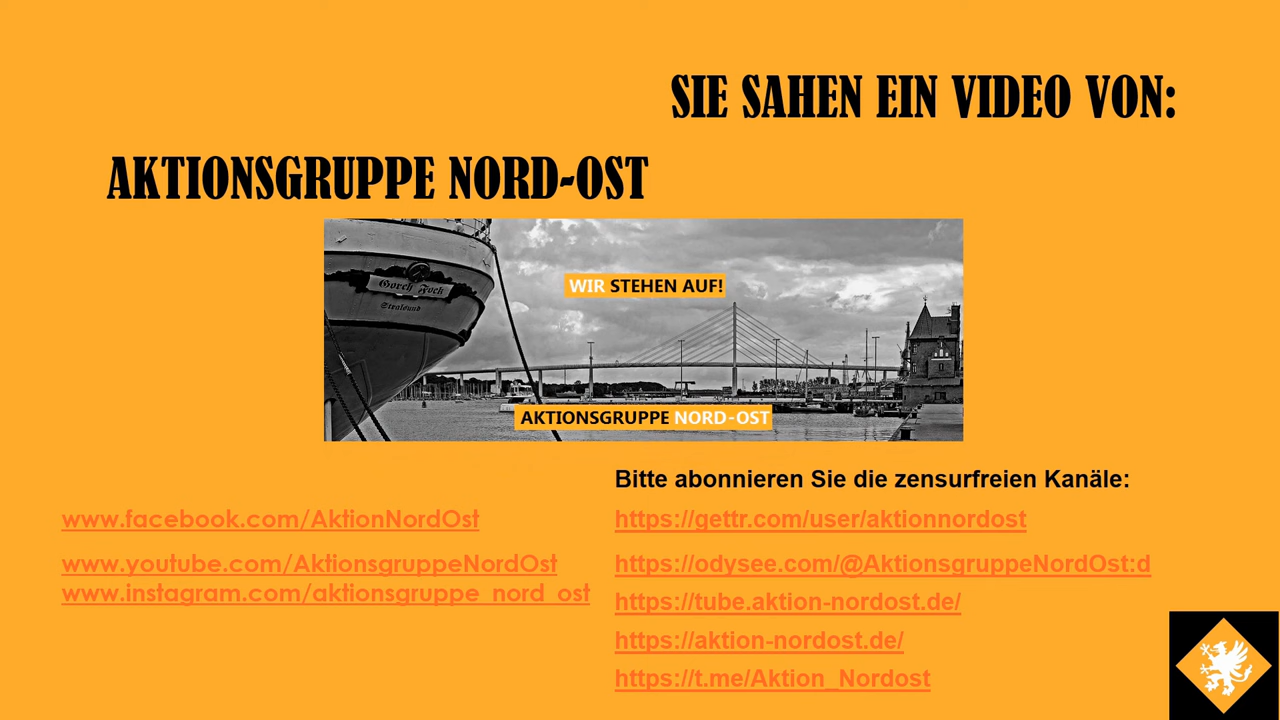 SIE SAHEN EIN VIDEO VON:
AKTIONSGRUPPE NORD-OST
Gorch Fock
Stralsund
WIR STEHEN AUF!
AKTIONSGRUPPE NORD-OST
www.facebook.com/AktionNordOst
www.youtube.com/AktionsgruppeNordOst
www.instagram.com/aktionsgruppe_nord_ost
Bitte abonnieren Sie die zensurfreien Kanäle:
https://gettr.com/user/aktionnordost
https://odysee.com/@AktionsgruppeNordOst:d
https://tube.aktion-nordost.de/
https://aktion-nordost.de/
https://t.me/Aktion_Nordost